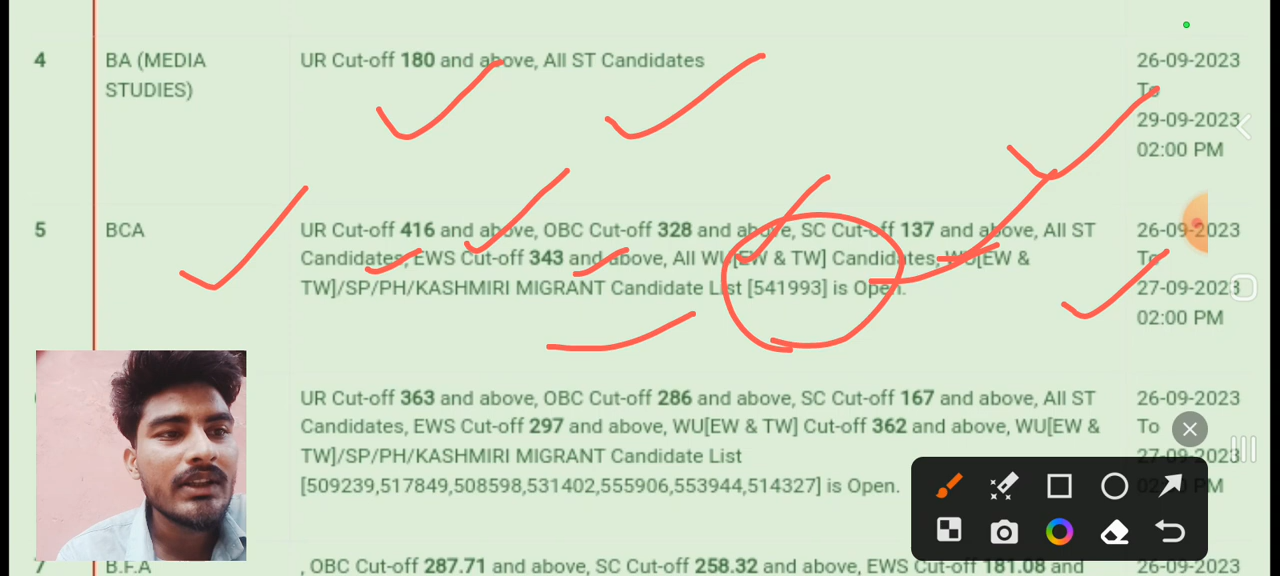 4 BA (MEDIA STUDIES) UR Cut-off 180 and above, All ST Candidates 26-09-2023 To 29-09-2023 02:00 PM
5 BCA UR Cut-off 416 and above, OBC Cut-off 328 and above, SC Cut-off 137 and above, All ST
Candidates, EWS Cut-off 343 and above, All WU[EW & TW] Candidates, WU[EW &
TW]/SP/PH/KASHMIRI MIGRANT Candidate List [541993] is Open.
26-09-2023
To
27-09-2023
02:00 PM
UR Cut-off 363 and above, OBC Cut-off 286 and above, SC Cut-off 167 and above, All ST
Candidates, EWS Cut-off 297 and above, WU[EW & TW] Cut-off 362 and above, WU[EW &
TW]/SP/PH/KASHMIRI MIGRANT Candidate List
[509239,517849,508598,531402,555906,553944,514327] is Open.
26-09-2023
To
27-09-2023
PM
7 B.F.A , OBC Cut-off 287.71 and above, SC Cut-off 258.32 and above, EWS Cut-off 181.08 and 26-09-2023